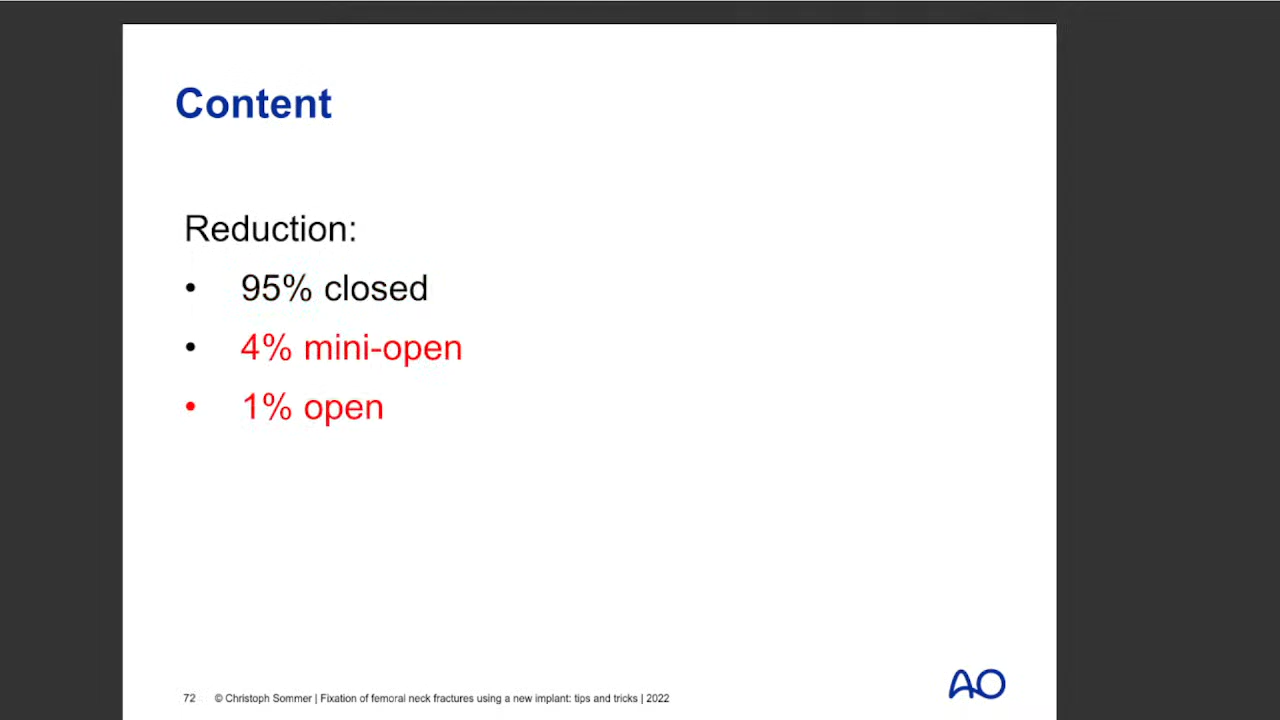 Content
Reduction:
• 95% closed
• 4% mini-open
• 1% open
72 © Christoph Sommer | Fixation of femoral neck fractures using a new implant: tips and tricks | 2022
AO